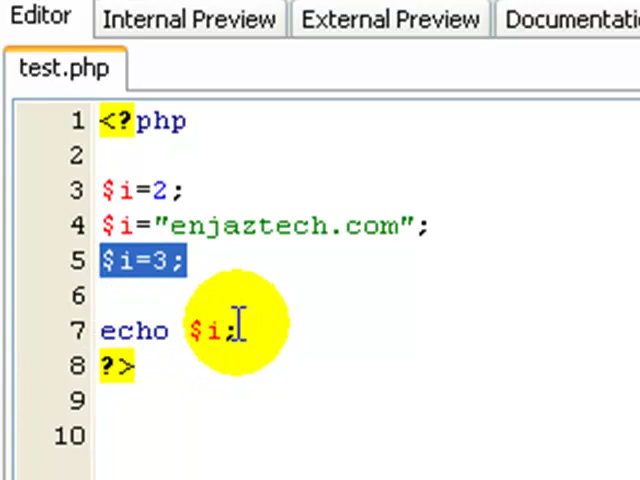 Editor Internal Preview External Preview
test.php
1 <?php
2
3 $i=2;
4 $i="enjaztech.com";
5 $i=3;
6
7 echo $i;
8 ?>
9
10